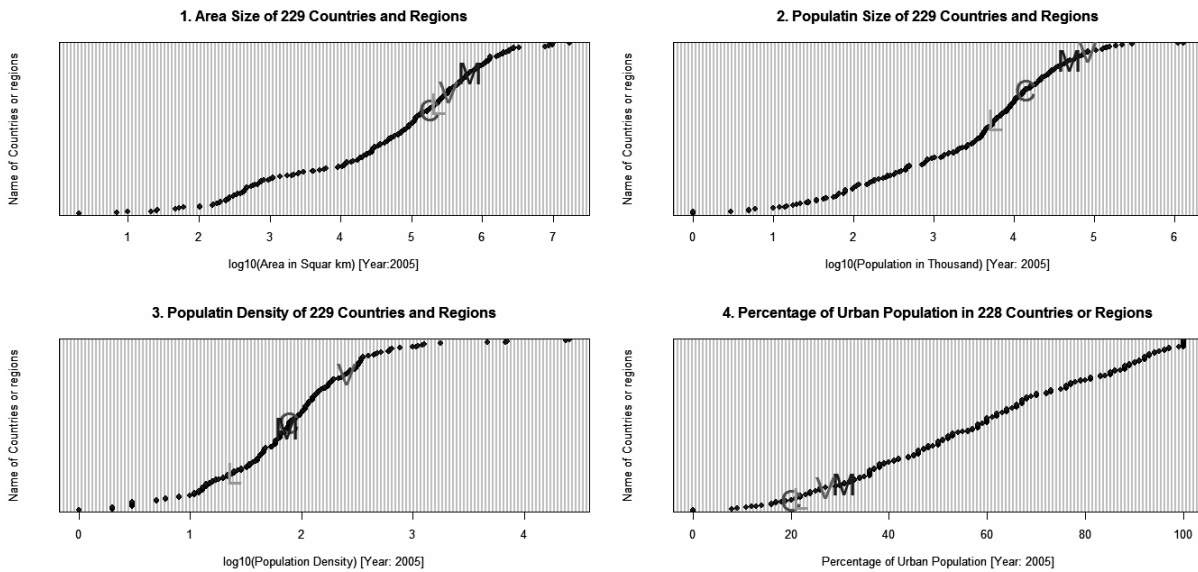 1. Area Size of 229 Countries and Regions
Name of Countries or regions
C L V M
1 2 3 4 5 6 7
log10(Area in Squar km) [Year:2005]
2. Populatin Size of 229 Countries and Regions
Name of Countries or regions
L C M V
0 1 2 3 4 5 6
log10(Population in Thousand) [Year: 2005]
3. Populatin Density of 229 Countries and Regions
Name of Countries or regions
L M C V
0 1 2 3 4
log10(Population Density) [Year: 2005]
4. Percentage of Urban Population in 228 Countries or Regions
Name of Countries or regions
C L V M
0 20 40 60 80 100
Percentage of Urban Population [Year: 2005]